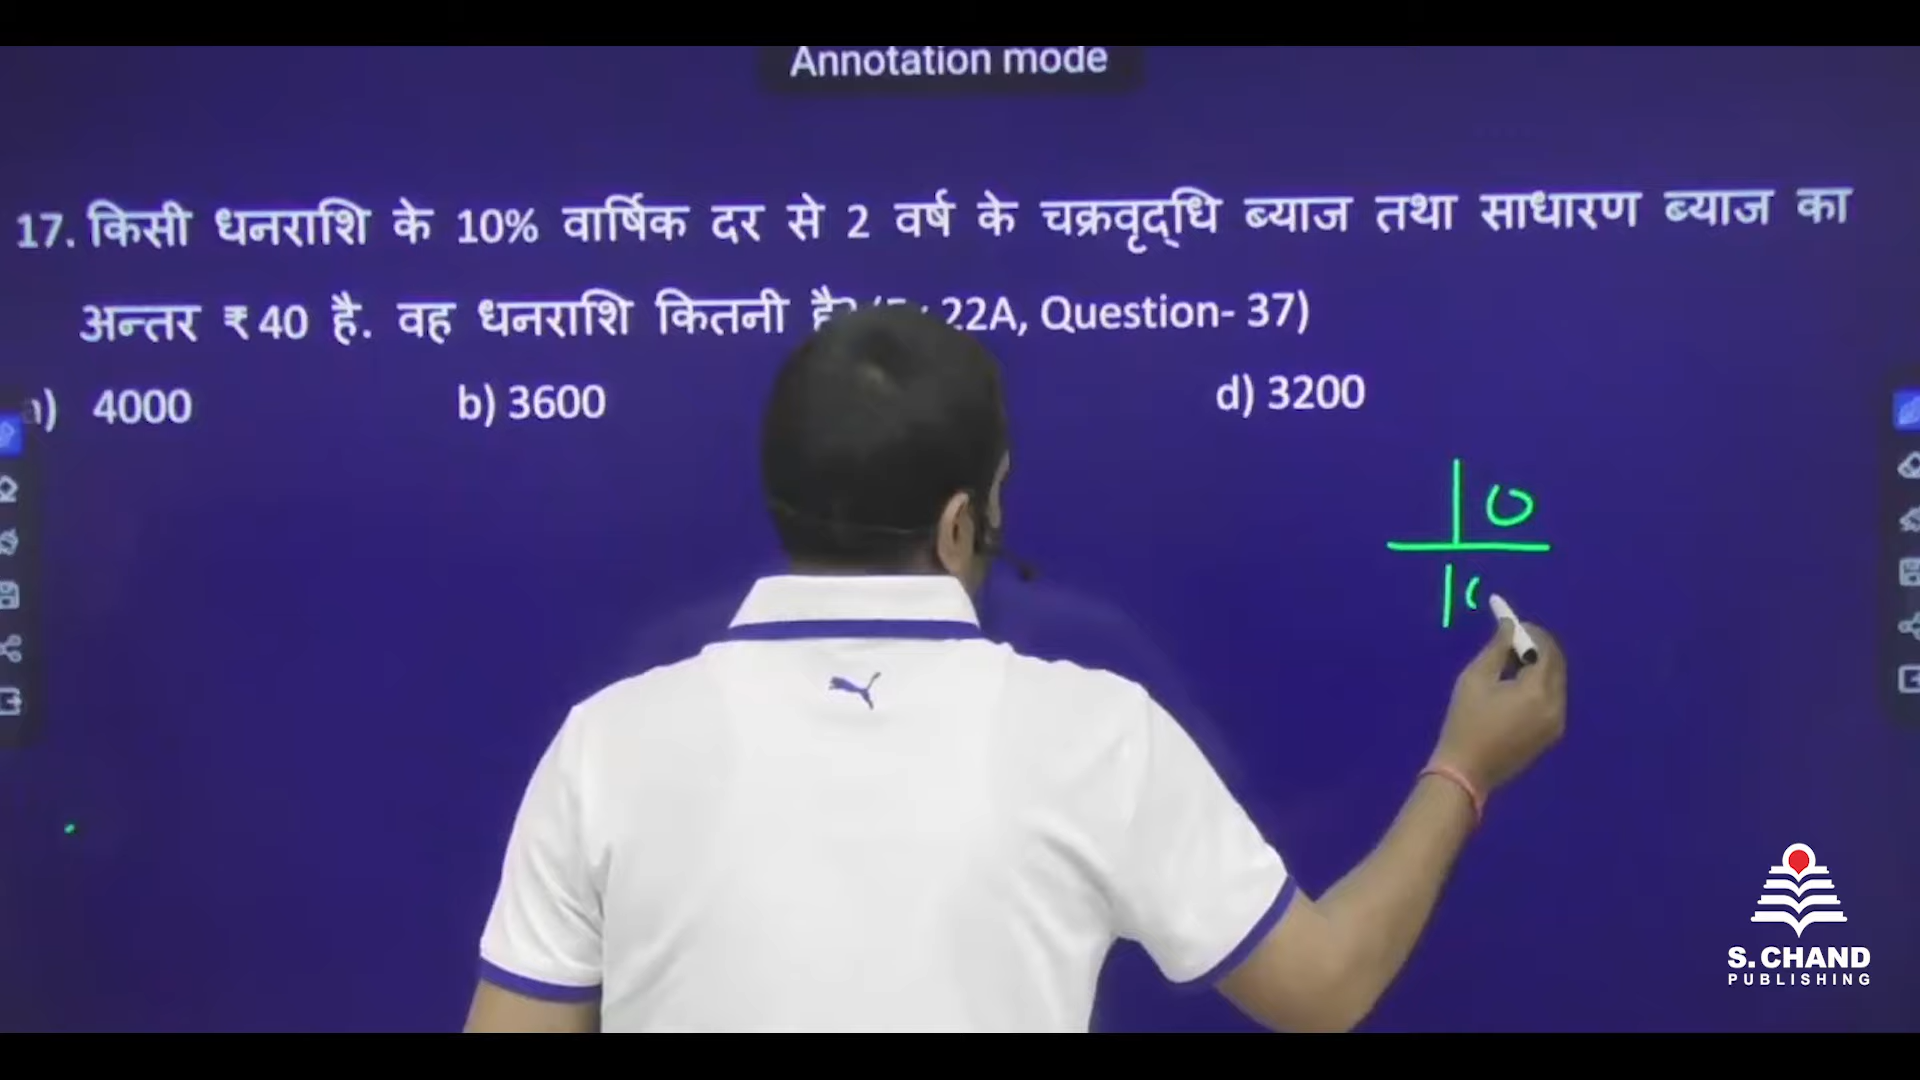 Annotation mode
17. किसी धनराशि के 10% वार्षिक दर से 2 वर्ष के चक्रवृद्धि ब्याज तथा साधारण ब्याज का
अन्तर ₹ 40 है. वह धनराशि कितनी है? 22A, Question- 37)
4000 b) 3600 d) 3200
10
S. CHAND
PUBLISHING